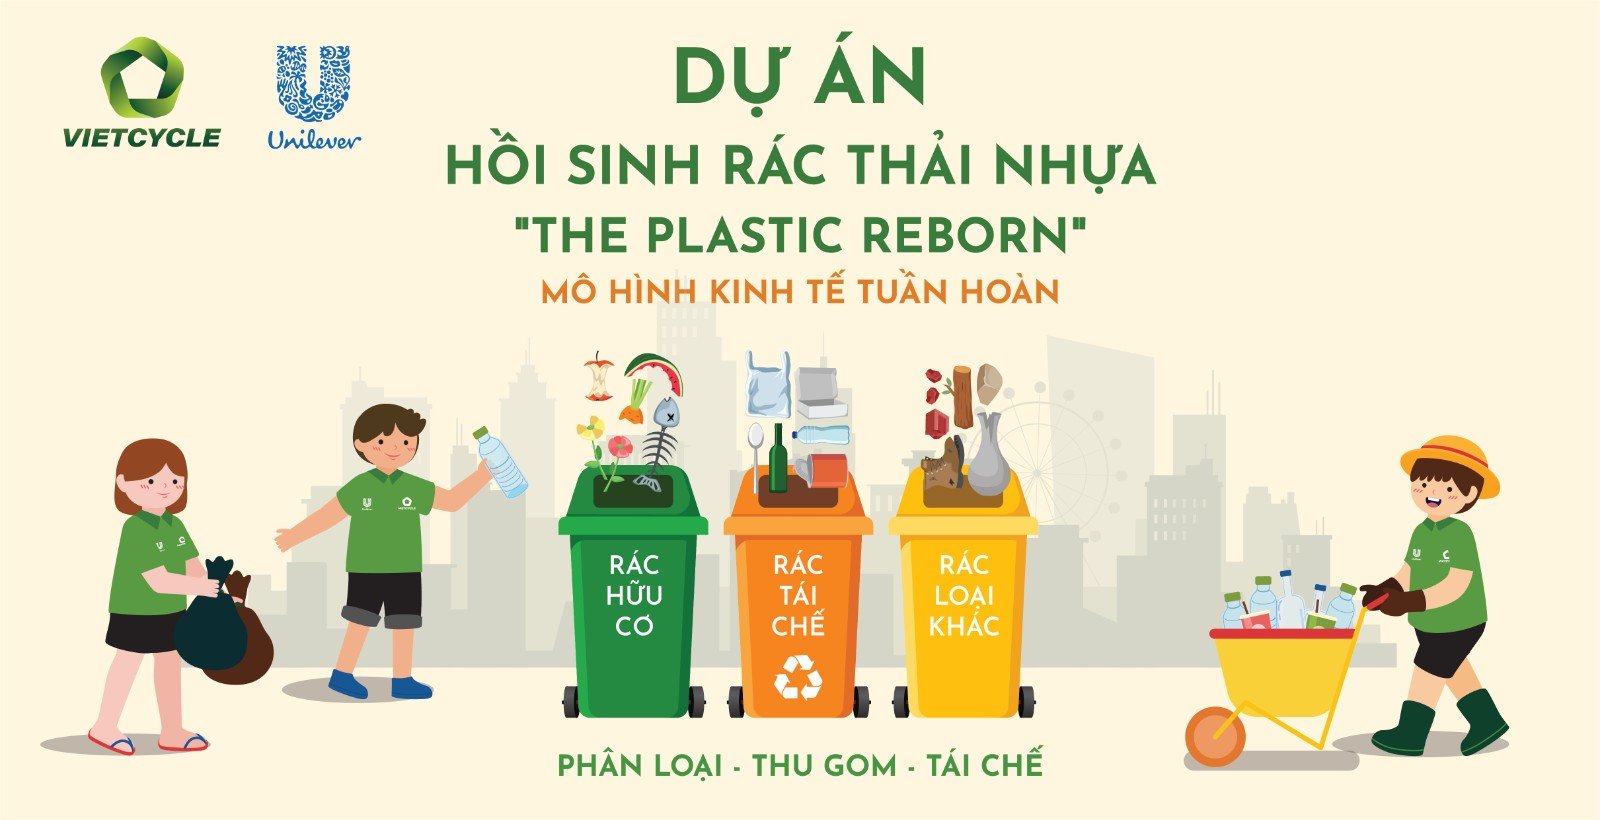 VIETCYCLE
Unilever
DỰ ÁN
HỒI SINH RÁC THẢI NHỰA
"THE PLASTIC REBORN"
MÔ HÌNH KINH TẾ TUẦN HOÀN
RÁC
HỮU
CƠ
RÁC
TÁI
CHẾ
RÁC
LOẠI
KHÁC
PHÂN LOẠI - THU GOM - TÁI CHẾ